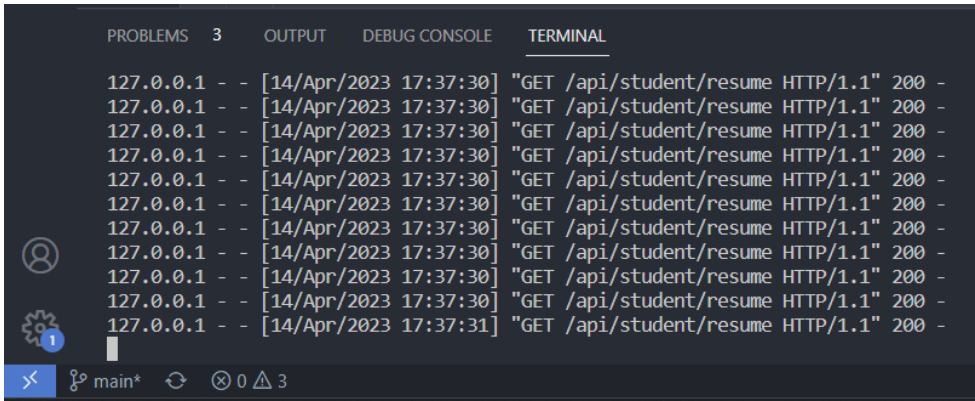 PROBLEMS 3 OUTPUT DEBUG CONSOLE TERMINAL
127.0.0.1 - - [14/Apr/2023 17:37:30] "GET /api/student/resume HTTP/1.1" 200 -
127.0.0.1 - - [14/Apr/2023 17:37:30] "GET /api/student/resume HTTP/1.1" 200 -
127.0.0.1 - - [14/Apr/2023 17:37:30] "GET /api/student/resume HTTP/1.1" 200 -
127.0.0.1 - - [14/Apr/2023 17:37:30] "GET /api/student/resume HTTP/1.1" 200 -
127.0.0.1 - - [14/Apr/2023 17:37:30] "GET /api/student/resume HTTP/1.1" 200 -
127.0.0.1 - - [14/Apr/2023 17:37:30] "GET /api/student/resume HTTP/1.1" 200 -
127.0.0.1 - - [14/Apr/2023 17:37:30] "GET /api/student/resume HTTP/1.1" 200 -
127.0.0.1 - - [14/Apr/2023 17:37:30] "GET /api/student/resume HTTP/1.1" 200 -
127.0.0.1 - - [14/Apr/2023 17:37:30] "GET /api/student/resume HTTP/1.1" 200 -
127.0.0.1 - - [14/Apr/2023 17:37:30] "GET /api/student/resume HTTP/1.1" 200 -
127.0.0.1 - - [14/Apr/2023 17:37:31] "GET /api/student/resume HTTP/1.1" 200 -
1
main* 0 3